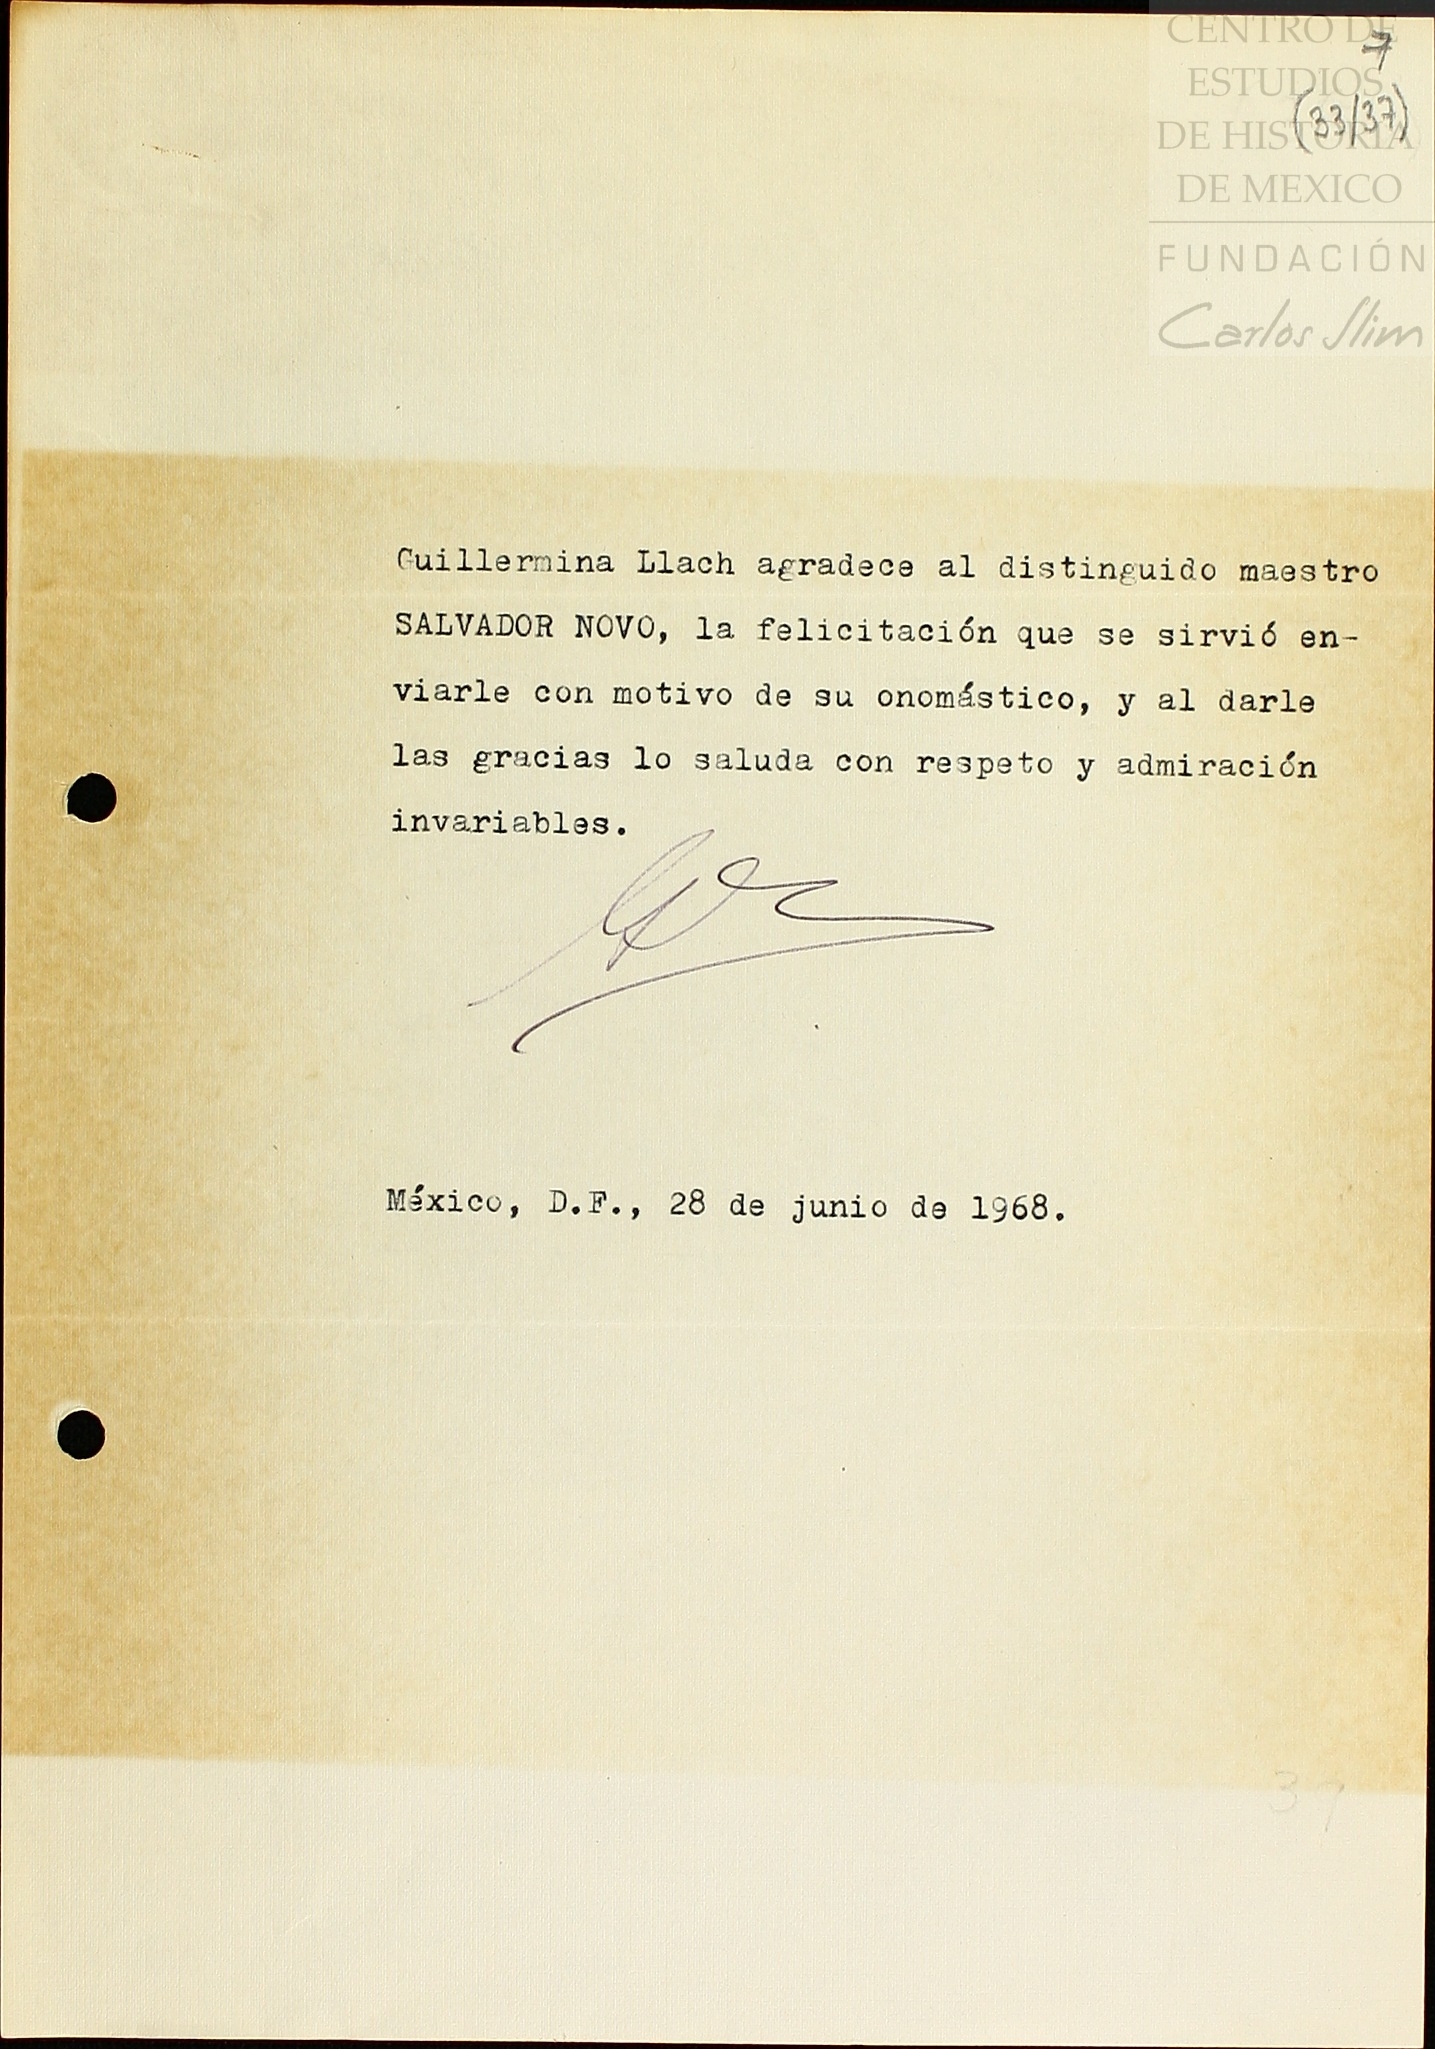 CENTRO DE
ESTUDIOS
DE HISTORIA
DE MEXICO
FUNDACIÓN
Carlos Slim
7
(33/37)
Guillermina Llach agradece al distinguido maestro
SALVADOR NOVO, la felicitación que se sirvió en-
viarle con motivo de su onomástico, y al darle
las gracias lo saluda con respeto y admiración
invariables.
México, D.F., 28 de junio de 1968.
37